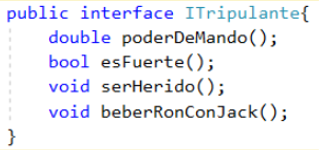 public interface ITripulante{
double poderDeMando();
bool esFuerte();
void serHerido();
void beberRonConJack();
}